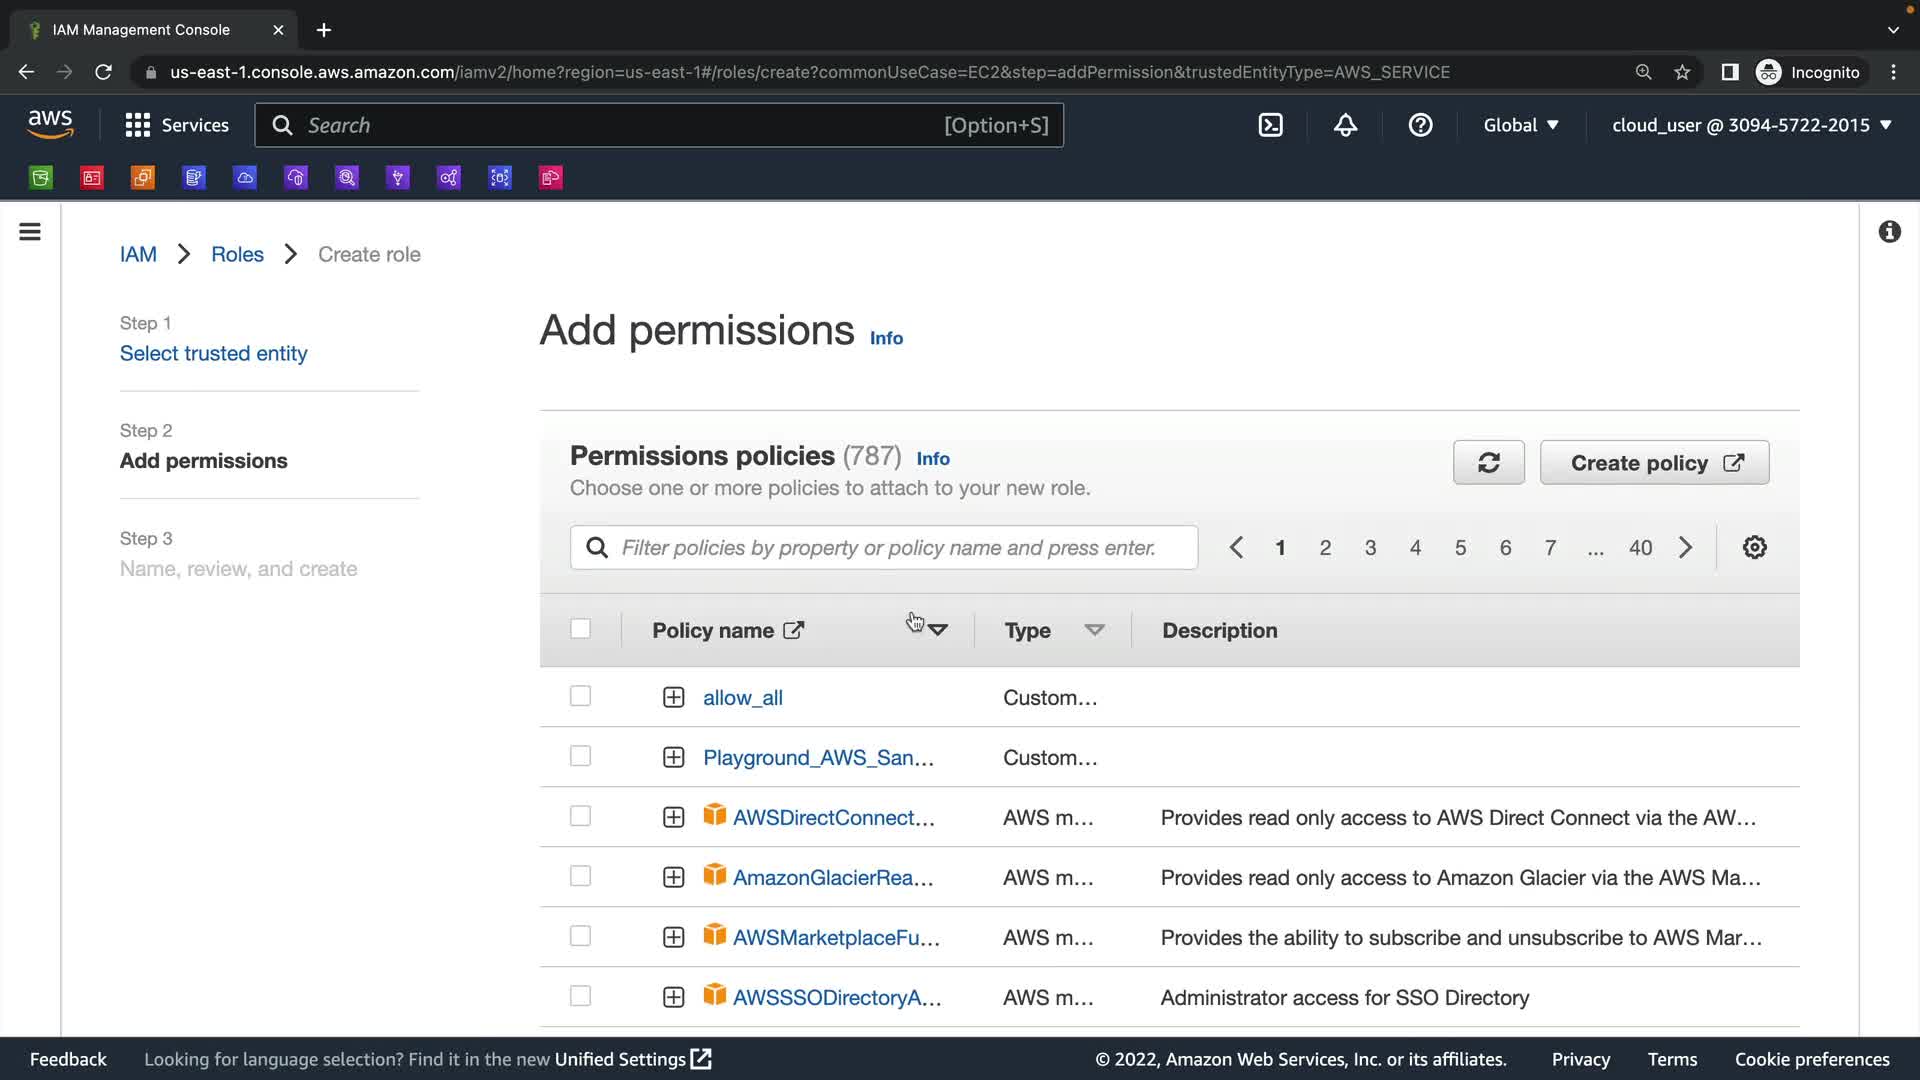 IAM Management Console
us-east-1.console.aws.amazon.com/iamv2/home?region=us-east-1#/roles/create?commonUseCase=EC2&step=addPermission&trustedEntityType=AWS_SERVICE
Incognito
aws
Services
Search
[Option+S]
Global
cloud_user @ 3094-5722-2015
IAM
Roles
Create role
Step 1
Select trusted entity
Step 2
Add permissions
Step 3
Name, review, and create
Add permissions Info
Permissions policies (787) Info
Choose one or more policies to attach to your new role.
Create policy
Filter policies by property or policy name and press enter.
1 2 3 4 5 6 7 ... 40
Policy name Type Description
allow_all Custom...
Playground_AWS_San... Custom...
AWSDirectConnect... AWS m... Provides read only access to AWS Direct Connect via the AW...
AmazonGlacierRea... AWS m... Provides read only access to Amazon Glacier via the AWS Ma...
AWSMarketplaceFu... AWS m... Provides the ability to subscribe and unsubscribe to AWS Mar...
AWSSSODirectoryA... AWS m... Administrator access for SSO Directory
Feedback
Looking for language selection? Find it in the new Unified Settings
© 2022, Amazon Web Services, Inc. or its affiliates.
Privacy
Terms
Cookie preferences